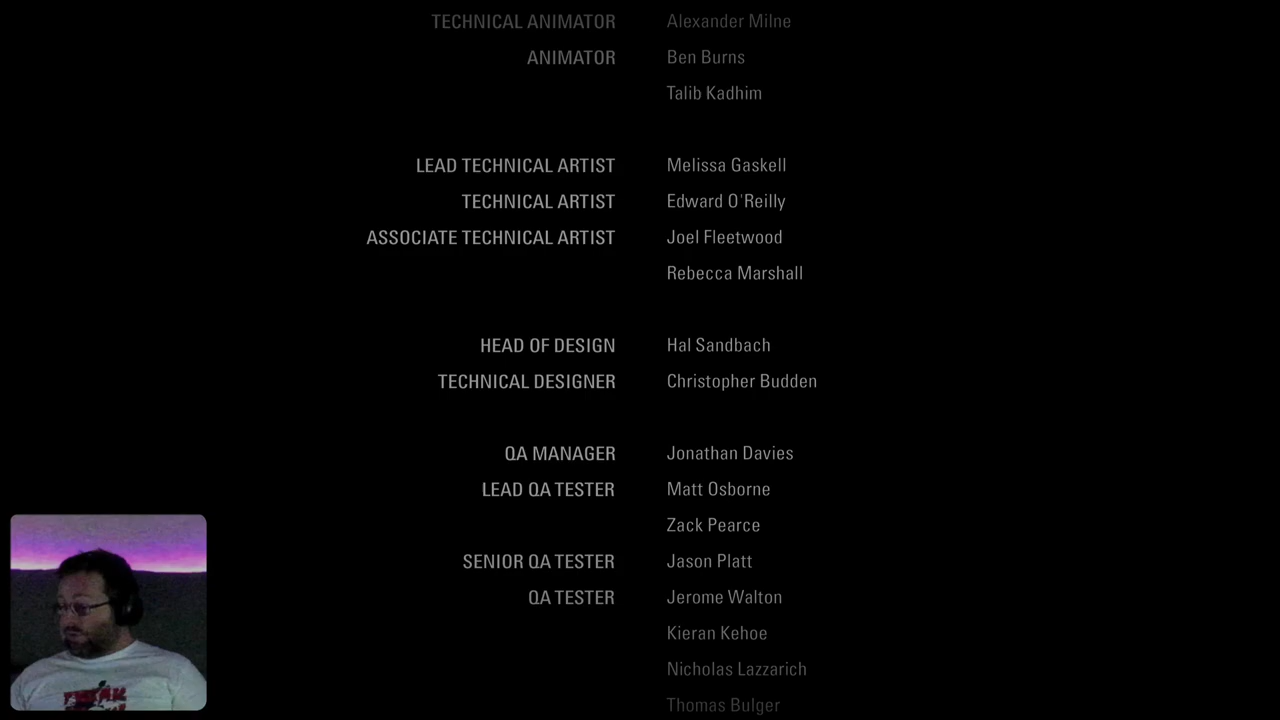 TECHNICAL ANIMATOR Alexander Milne
ANIMATOR Ben Burns
Talib Kadhim
LEAD TECHNICAL ARTIST Melissa Gaskell
TECHNICAL ARTIST Edward O'Reilly
ASSOCIATE TECHNICAL ARTIST Joel Fleetwood
Rebecca Marshall
HEAD OF DESIGN Hal Sandbach
TECHNICAL DESIGNER Christopher Budden
QA MANAGER Jonathan Davies
LEAD QA TESTER Matt Osborne
Zack Pearce
SENIOR QA TESTER Jason Platt
QA TESTER Jerome Walton
Kieran Kehoe
Nicholas Lazzarich
Thomas Bulger